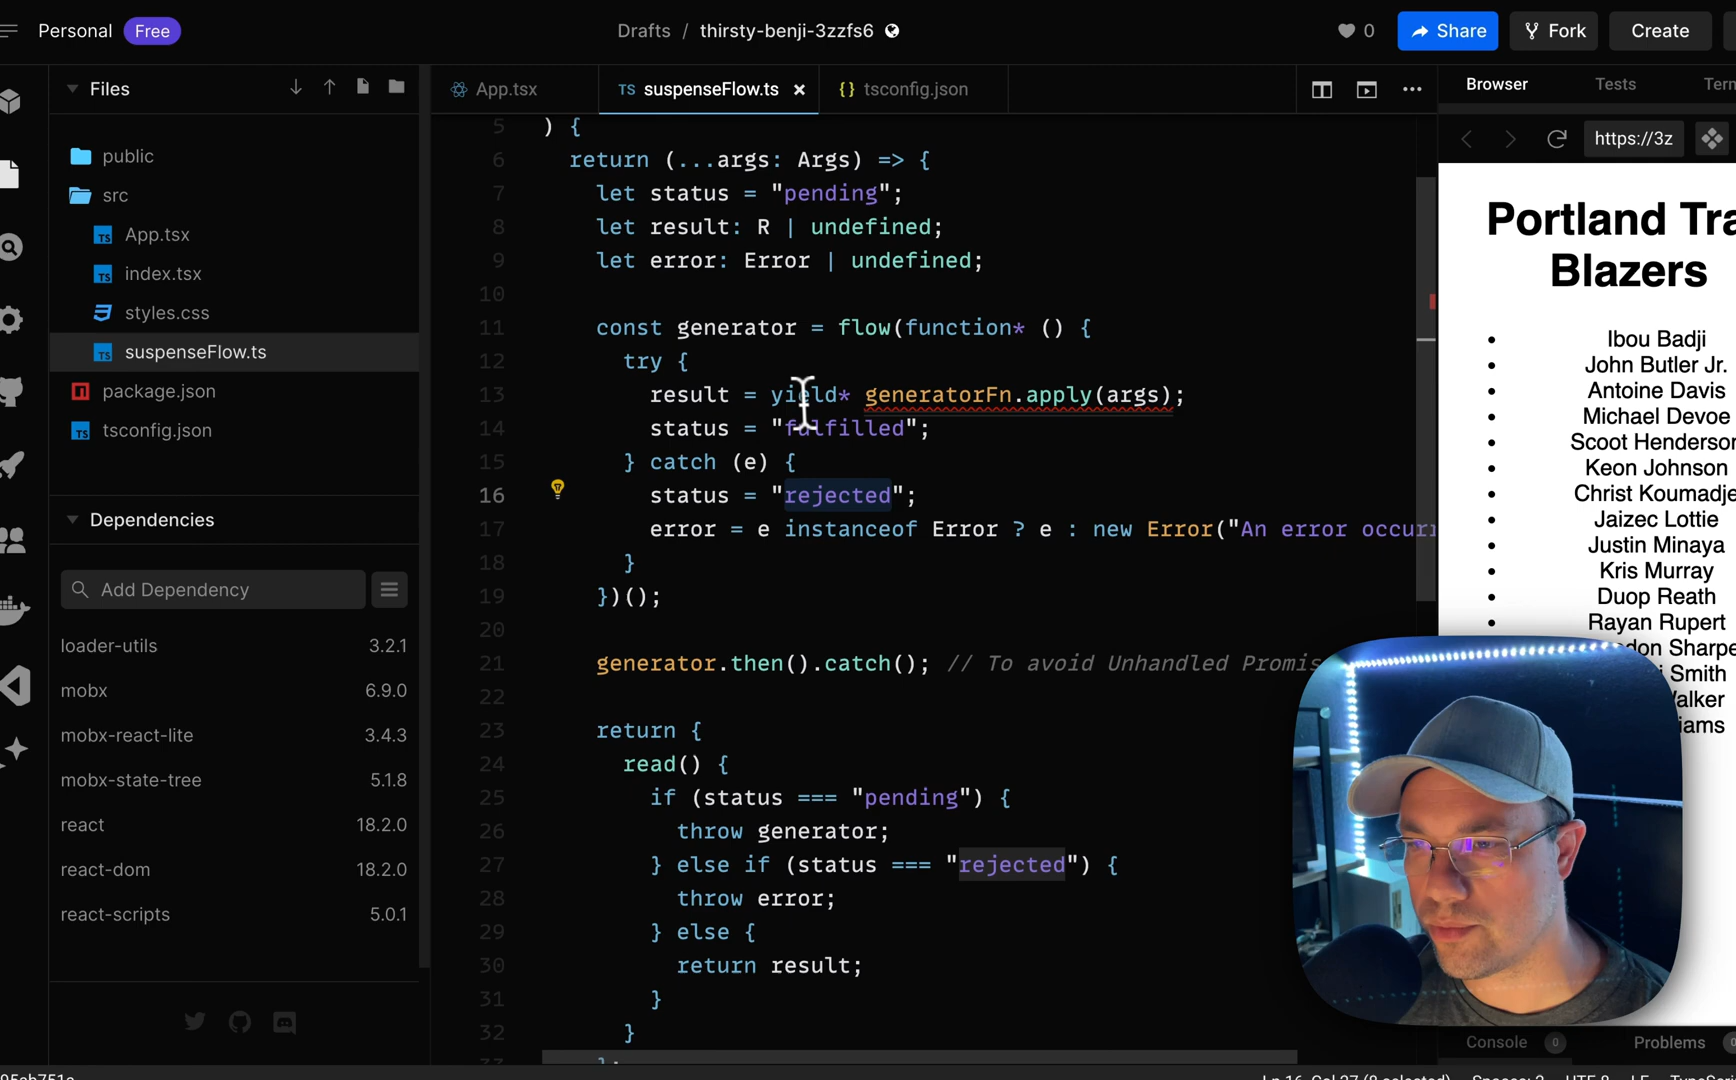 Personal Free
Drafts / thirsty-benji-3zzfs6
0
Share
Fork
Create
Files
public
src
App.tsx
index.tsx
styles.css
suspenseFlow.ts
package.json
tsconfig.json
Dependencies
Add Dependency
loader-utils 3.2.1
mobx 6.9.0
mobx-react-lite 3.4.3
mobx-state-tree 5.1.8
react 18.2.0
react-dom 18.2.0
react-scripts 5.0.1
App.tsx
TS suspenseFlow.ts ×
{} tsconfig.json
5 ) {
6 return (...args: Args) => {
7 let status = "pending";
8 let result: R | undefined;
9 let error: Error | undefined;
10
11 const generator = flow(function* () {
12 try {
13 result = yield* generatorFn.apply(args);
14 status = "fulfilled";
15 } catch (e) {
16 status = "rejected";
17 error = e instanceof Error ? e : new Error("An error occurr
18 }
19 })();
20
21 generator.then().catch(); // To avoid Unhandled Promis
22
23 return {
24 read() {
25 if (status === "pending") {
26 throw generator;
27 } else if (status === "rejected") {
28 throw error;
29 } else {
30 return result;
31 }
32 }
Browser Tests Tern
https://3z
Portland Tra
Blazers
Ibou Badji
John Butler Jr.
Antoine Davis
Michael Devoe
Scoot Henderson
Keon Johnson
Christ Koumadje
Jaizec Lottie
Justin Minaya
Kris Murray
Duop Reath
Rayan Rupert
don Sharpe
Smith
alker
iams
Console 0
Problems